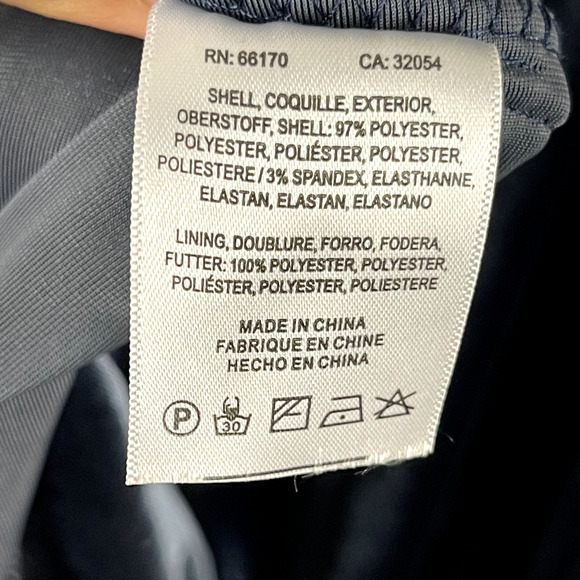 RN: 66170 CA: 32054
SHELL, COQUILLE, EXTERIOR,
OBERSTOFF, SHELL: 97% POLYESTER,
POLYESTER, POLIÉSTER, POLYESTER,
POLIESTERE / 3% SPANDEX, ELASTHANNE,
ELASTAN, ELASTAN, ELASTANO
LINING, DOUBLURE, FORRO, FODERA,
FUTTER: 100% POLYESTER, POLYESTER,
POLIÉSTER, POLYESTER, POLIESTERE
MADE IN CHINA
FABRIQUE EN CHINE
HECHO EN CHINA
P 30